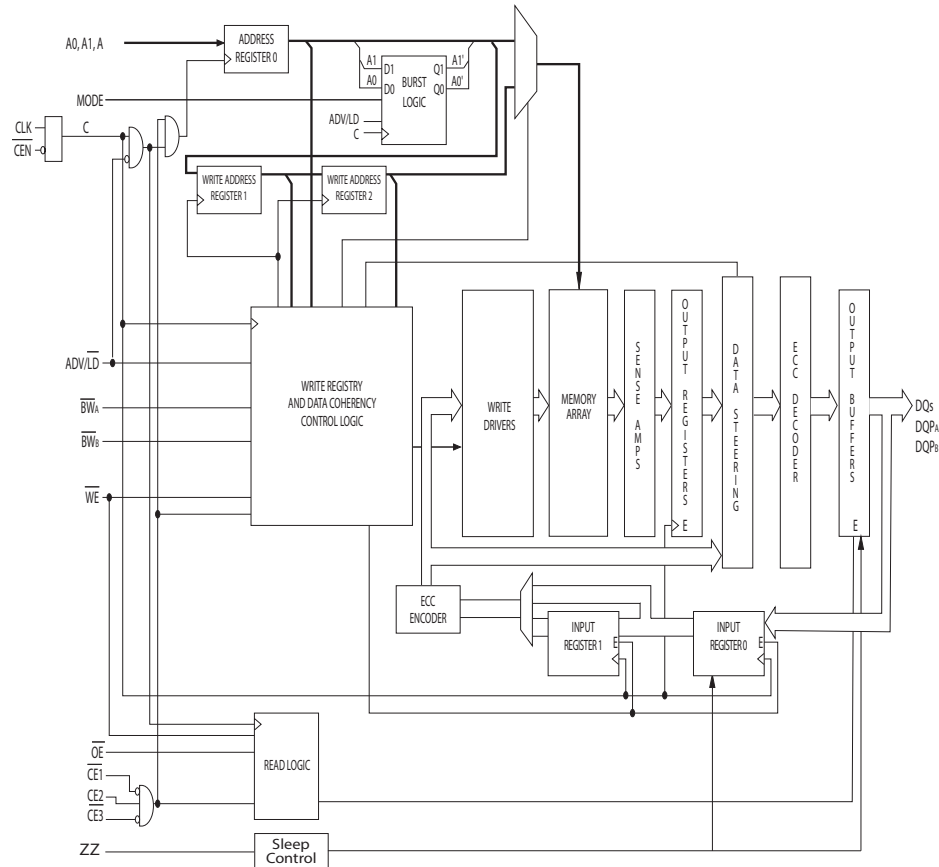 A0, A1, A
ADDRESS
REGISTER 0
A1
A0
D1
D0
BURST
LOGIC
Q1
Q0
A1'
A0'
MODE
ADV/LD
C
CLK
C
CEN
WRITE ADDRESS
REGISTER 1
WRITE ADDRESS
REGISTER 2
ADV/LD
BWA
BWB
WE
WRITE REGISTRY
AND DATA COHERENCY
CONTROL LOGIC
WRITE
DRIVERS
MEMORY
ARRAY
SENSE AMPS
OUTPUT REGISTERS
E
DATA STEERING
ECC DECODER
OUTPUT BUFFERS
E
DQs
DQPA
DQPB
ECC
ENCODER
INPUT
REGISTER 1
E
INPUT
REGISTER 0
E
OE
CE1
CE2
CE3
READ LOGIC
ZZ
Sleep
Control